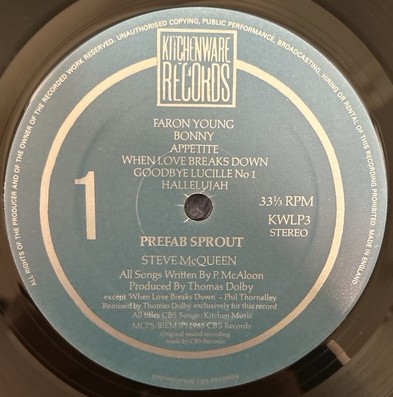 ALL RIGHTS OF THE PRODUCER AND OF THE OWNER OF THE RECORDED WORK RESERVED. UNAUTHORISED COPYING, PUBLIC PERFORMANCE, BROADCASTING, HIRING OR RENTAL OF THIS RECORDING PROHIBITED. MADE IN ENGLAND
KITCHENWARE
RECORDS
FARON YOUNG
BONNY
APPETITE
WHEN LOVE BREAKS DOWN
GOODBYE LUCILLE No 1
HALLELUJAH
1
33⅓ RPM
KWLP3
STEREO
PREFAB SPROUT
STEVE McQUEEN
All Songs Written By P. McAloon
Produced By Thomas Dolby
except 'When Love Breaks Down' - Phil Thornalley.
Remixed by Thomas Dolby exclusively for this record
All titles CBS Songs/Kitchen Music
MCPS/BIEM (P) 1985 CBS Records
Original sound recording
made by CBS Records
DISTRIBUTION CBS RECORDS